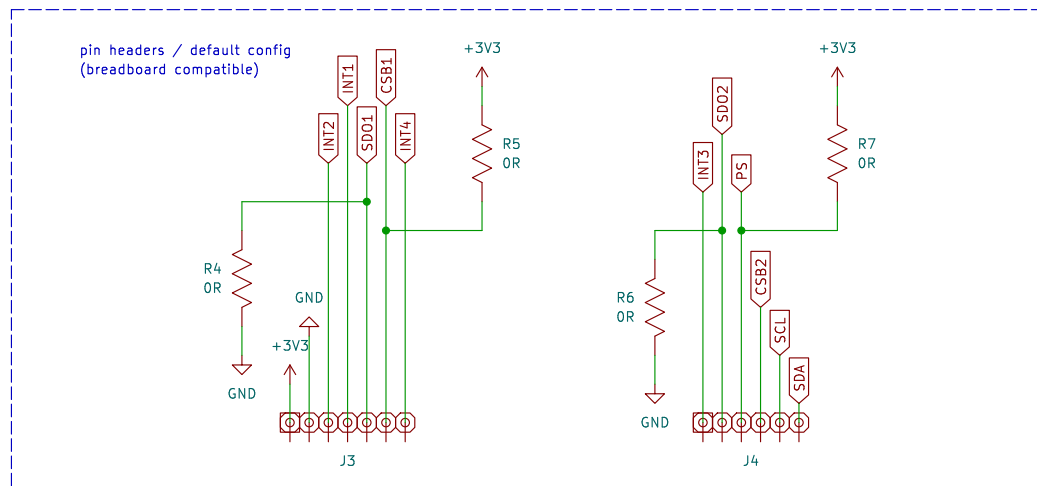 pin headers / default config
(breadboard compatible)
+3V3
+3V3
INT1
CSB1
INT2
SDO1
INT4
SDO2
INT3
PS
R5
0R
R7
0R
R4
0R
GND
+3V3
GND
R6
0R
CSB2
SCL
SDA
GND
J3
J4